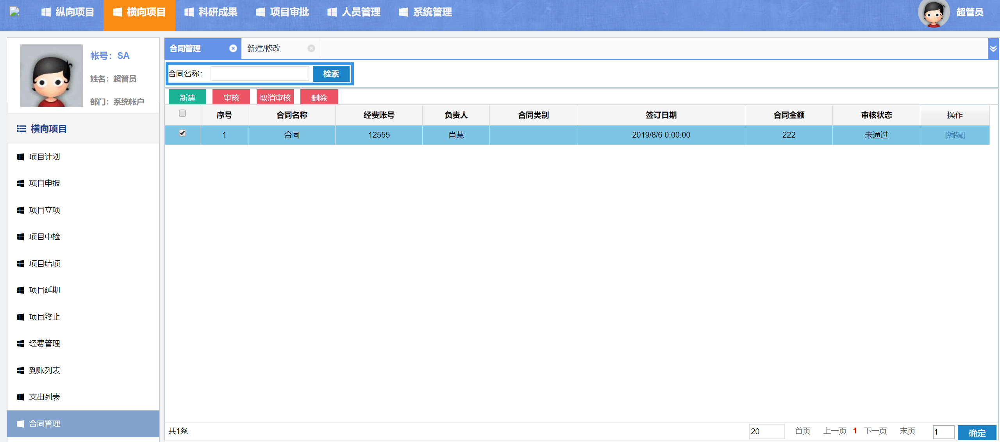 纵向项目 横向项目 科研成果 项目审批 人员管理 系统管理 超管员
帐号：SA
姓名：超管员
部门：系统帐户
横向项目
项目计划
项目申报
项目立项
项目中检
项目结项
项目延期
项目终止
经费管理
到账列表
支出列表
合同管理
合同管理 新建/修改
合同名称： 检索
新建 审核 取消审核 删除
序号 合同名称 经费账号 负责人 合同类别 签订日期 合同金额 审核状态 操作
1 合同 12555 肖慧 2019/8/6 0:00:00 222 未通过 [编辑]
共1条 20 首页 上一页 1 下一页 末页 1 确定